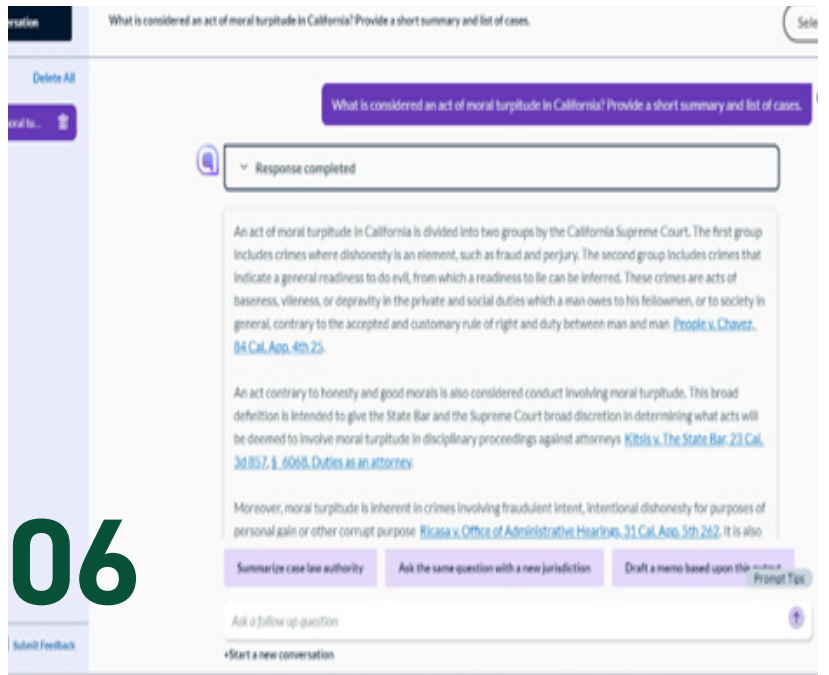 ersation
What is considered an act of moral turpitude in California? Provide a short summary and list of cases.
Sele
Delete All
oral tu...
What is considered an act of moral turpitude in California? Provide a short summary and list of cases.
Response completed
An act of moral turpitude in California is divided into two groups by the California Supreme Court. The first group
includes crimes where dishonesty is an element, such as fraud and perjury. The second group includes crimes that
indicate a general readiness to do evil, from which a readiness to lie can be inferred. These crimes are acts of
baseness, vileness, or depravity in the private and social duties which a man owes to his fellowmen, or to society in
general, contrary to the accepted and customary rule of right and duty between man and man People v. Chavez,
84 Cal. App. 4th 25.
An act contrary to honesty and good morals is also considered conduct involving moral turpitude. This broad
definition is intended to give the State Bar and the Supreme Court broad discretion in determining what acts will
be deemed to involve moral turpitude in disciplinary proceedings against attorneys Kitsis v. The State Bar, 23 Cal.
3d 857, § 6068. Duties as an attorney.
Moreover, moral turpitude is inherent in crimes involving fraudulent intent, intentional dishonesty for purposes of
personal gain or other corrupt purpose Ricasa v. Office of Administrative Hearings, 31 Cal. App. 5th 262. It is also
06
Summarize case law authority
Ask the same question with a new jurisdiction
Draft a memo based upon this
Prompt Tips
Ask a follow up question
Submit Feedback
+Start a new conversation